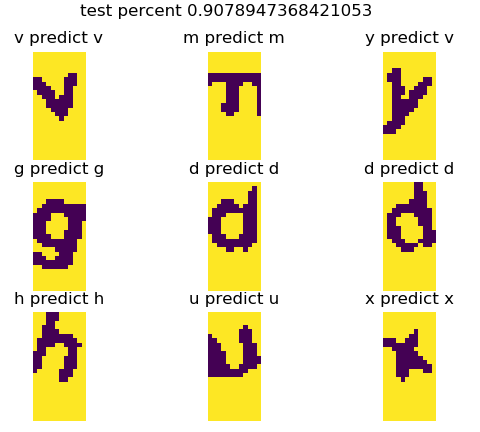 test percent 0.9078947368421053
v predict v m predict m y predict v
v m y
g predict g d predict d d predict d
g d d
h predict h u predict u x predict x
h u x